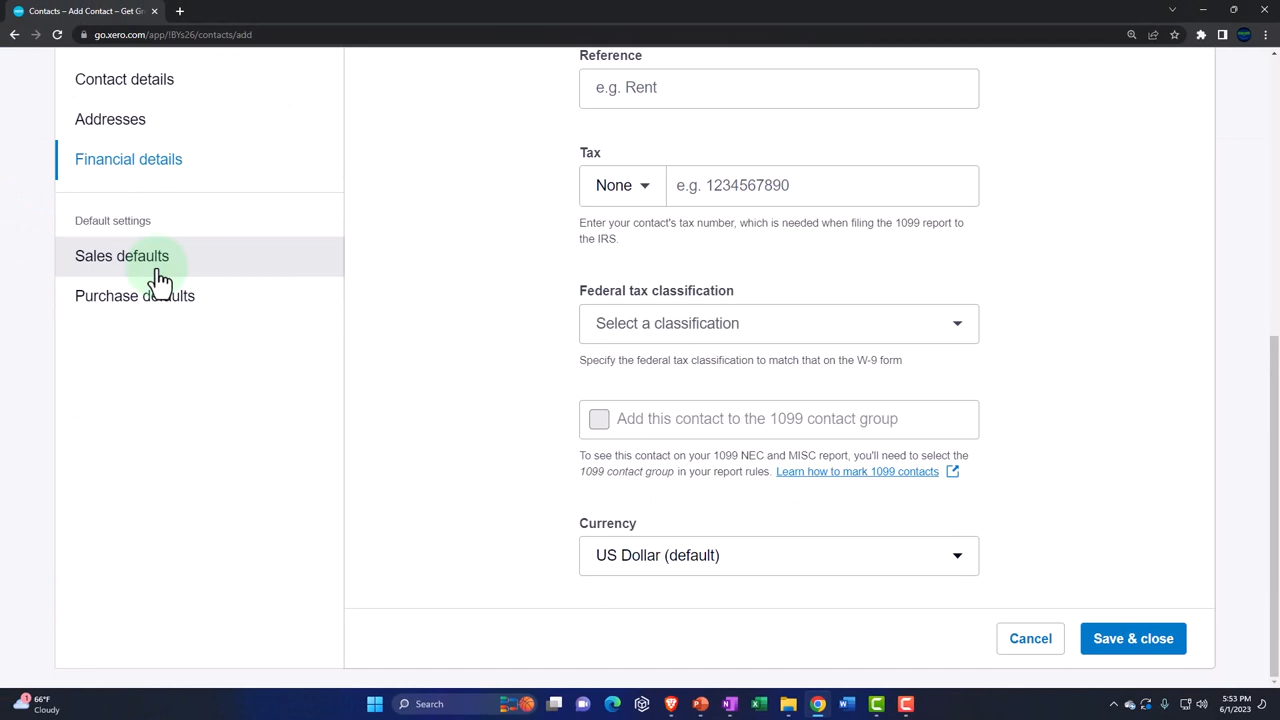 Contacts – Add Contact – Get Gr
go.xero.com/app/!BYs26/contacts/add
Contact details
Addresses
Financial details
Default settings
Sales defaults
Purchase defaults
Reference
e.g. Rent
Tax
None
e.g. 1234567890
Enter your contact's tax number, which is needed when filing the 1099 report to
the IRS.
Federal tax classification
Select a classification
Specify the federal tax classification to match that on the W-9 form
Add this contact to the 1099 contact group
To see this contact on your 1099 NEC and MISC report, you'll need to select the
1099 contact group in your report rules. Learn how to mark 1099 contacts
Currency
US Dollar (default)
Cancel
Save & close
66°F
Cloudy
Search
5:53 PM
6/1/2023